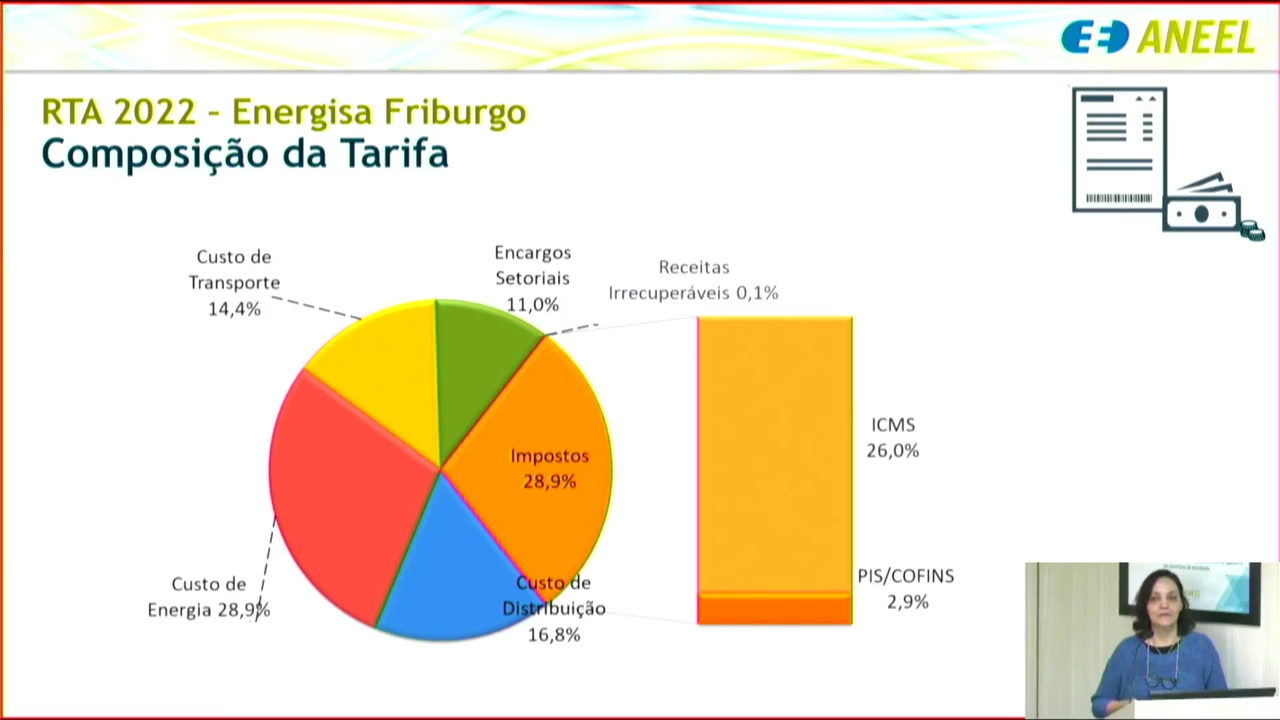 ANEEL
RTA 2022 – Energisa Friburgo
Composição da Tarifa
Custo de
Transporte
14,4%
Encargos
Setoriais
11,0%
Receitas
Irrecuperáveis 0,1%
Impostos
28,9%
ICMS
26,0%
Custo de
Energia 28,9%
Custo de
Distribuição
16,8%
PIS/COFINS
2,9%